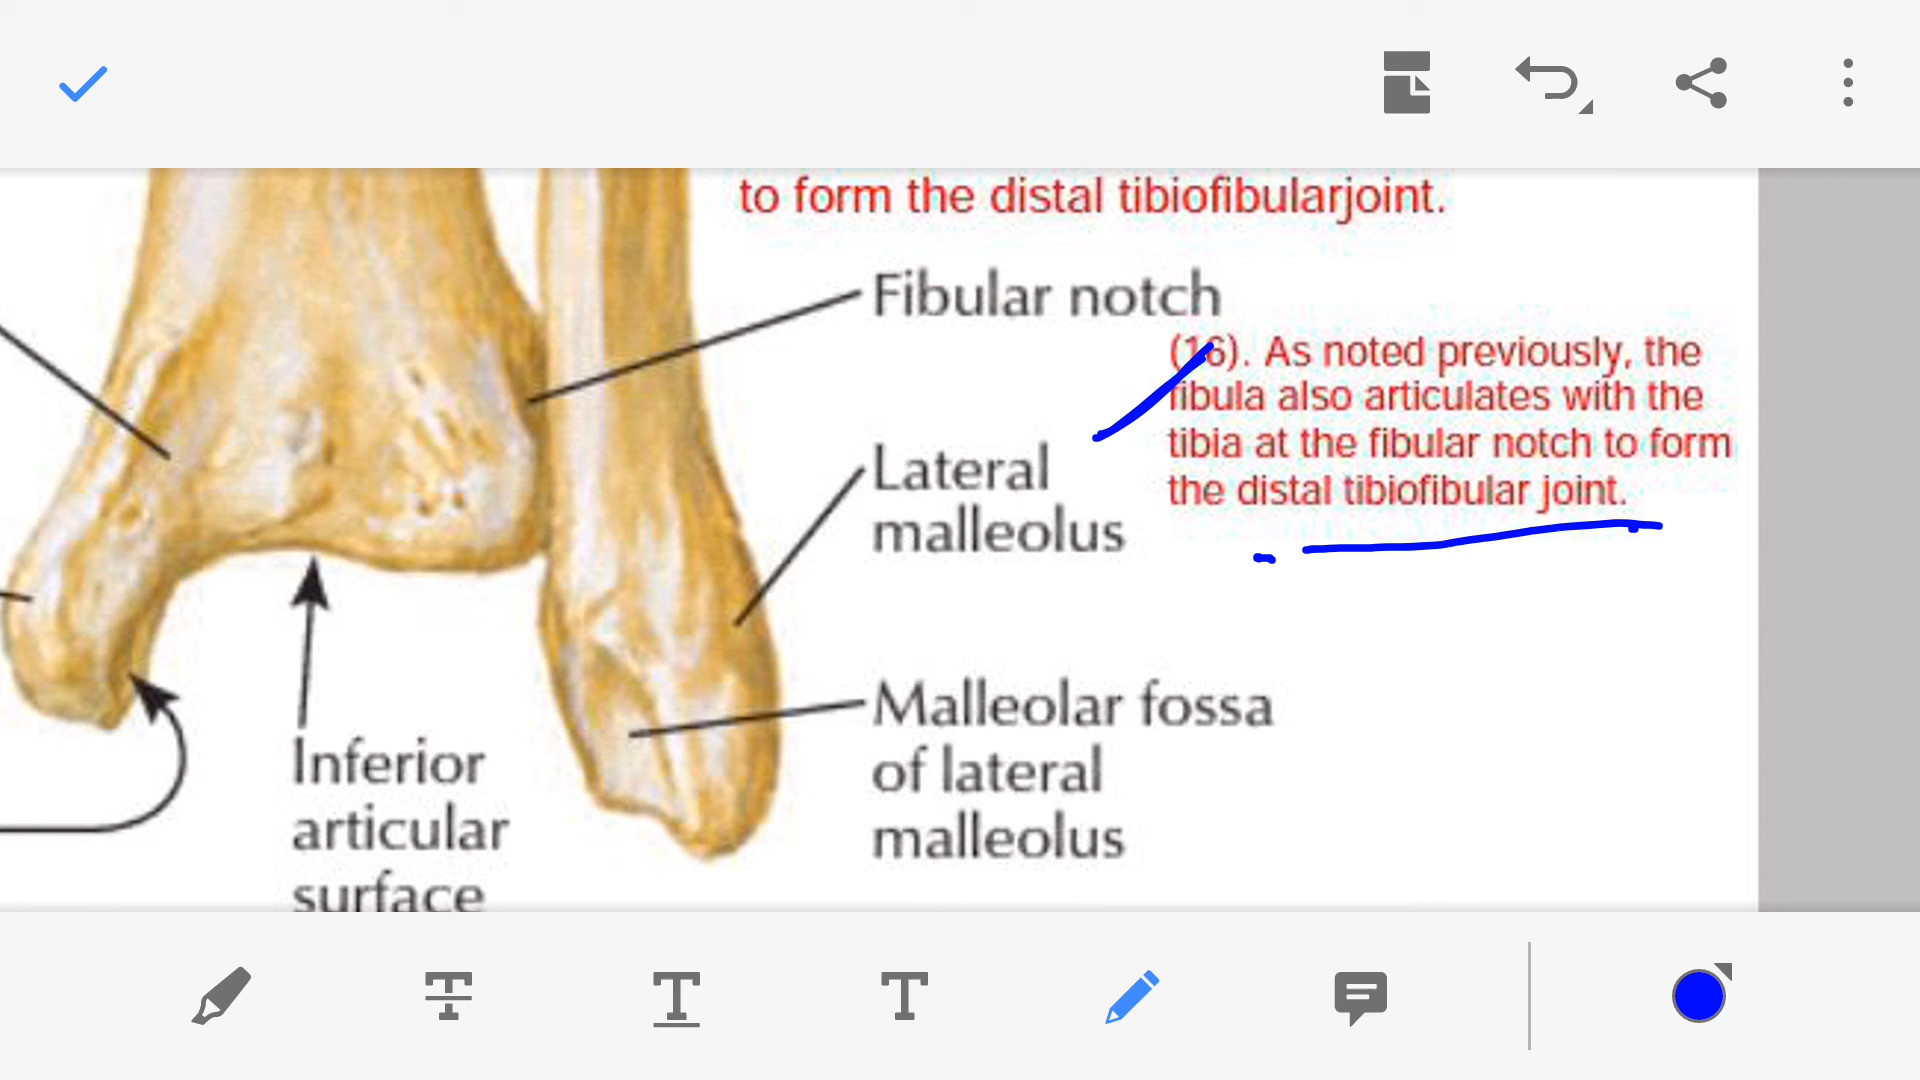 to form the distal tibiofibularjoint.
Fibular notch
(16). As noted previously, the
fibula also articulates with the
tibia at the fibular notch to form
the distal tibiofibular joint.
Lateral
malleolus
Malleolar fossa
of lateral
malleolus
Inferior
articular
surface